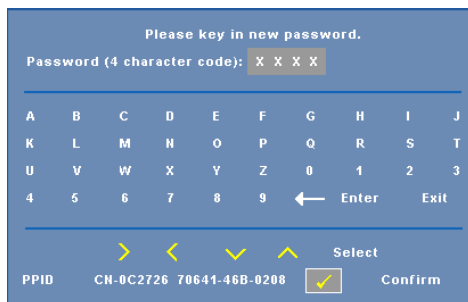 Please key in new password.
Password (4 character code): X X X X
A B C D E F G H I J
K L M N O P Q R S T
U V W X Y Z 0 1 2 3
4 5 6 7 8 9 ← Enter Exit
Select
PPID CN-0C2726 70641-46B-0208 ✓ Confirm